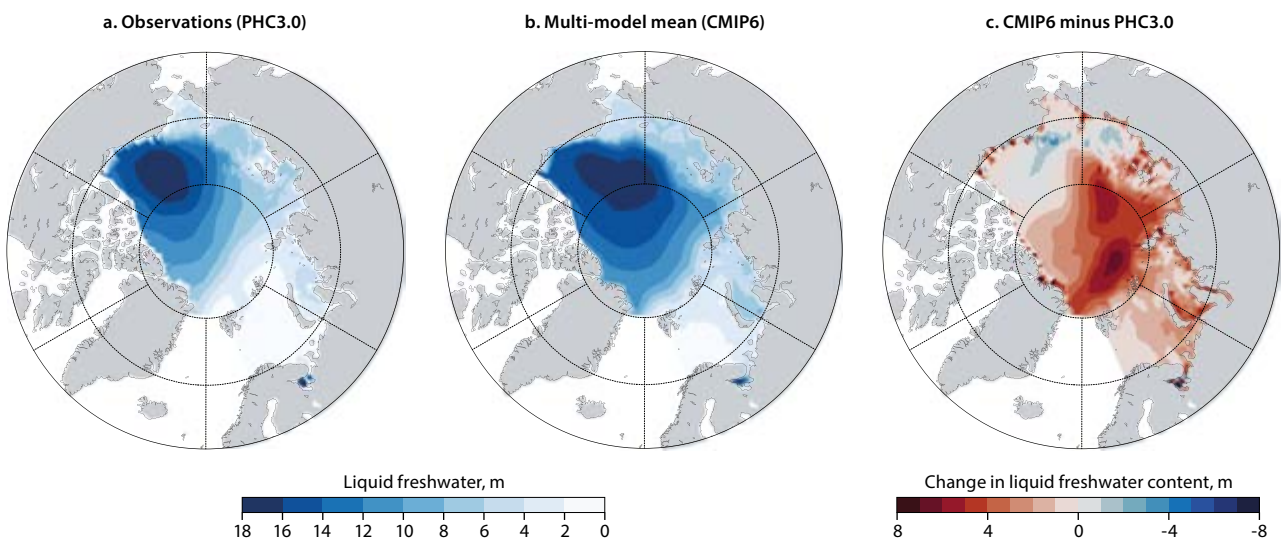 a. Observations (PHC3.0)
b. Multi-model mean (CMIP6)
c. CMIP6 minus PHC3.0
Liquid freshwater, m
18 16 14 12 10 8 6 4 2 0
Change in liquid freshwater content, m
8 4 0 -4 -8